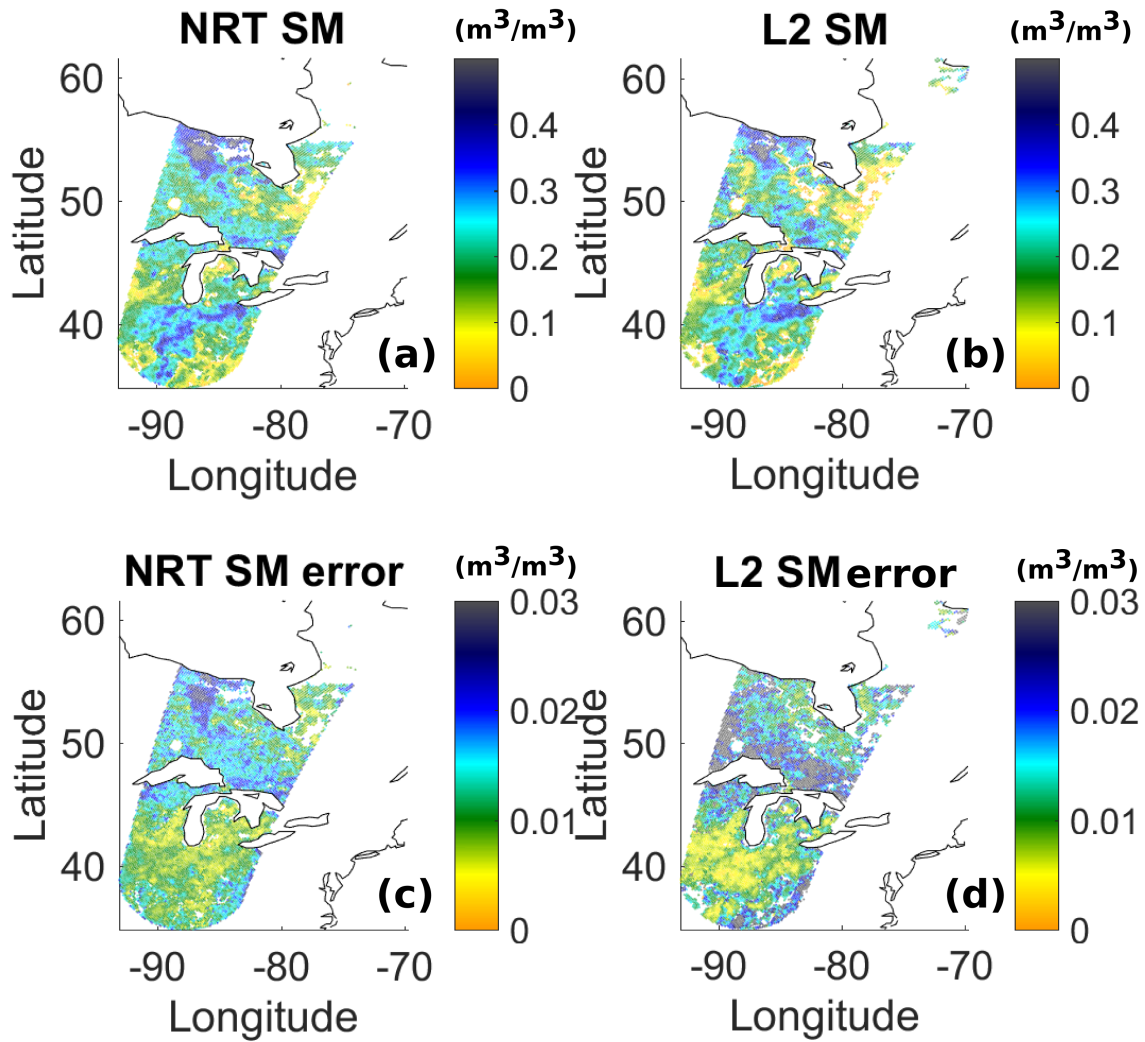 NRT SM
(m³/m³)
60
50
40
Latitude
-90
-80
-70
Longitude
0.4
0.3
0.2
0.1
0
(a)
L2 SM
(m³/m³)
60
50
40
Latitude
-90
-80
-70
Longitude
0.4
0.3
0.2
0.1
0
(b)
NRT SM error
(m³/m³)
60
50
40
Latitude
-90
-80
-70
Longitude
0.03
0.02
0.01
0
(c)
L2 SM error
(m³/m³)
60
50
40
Latitude
-90
-80
-70
Longitude
0.03
0.02
0.01
0
(d)